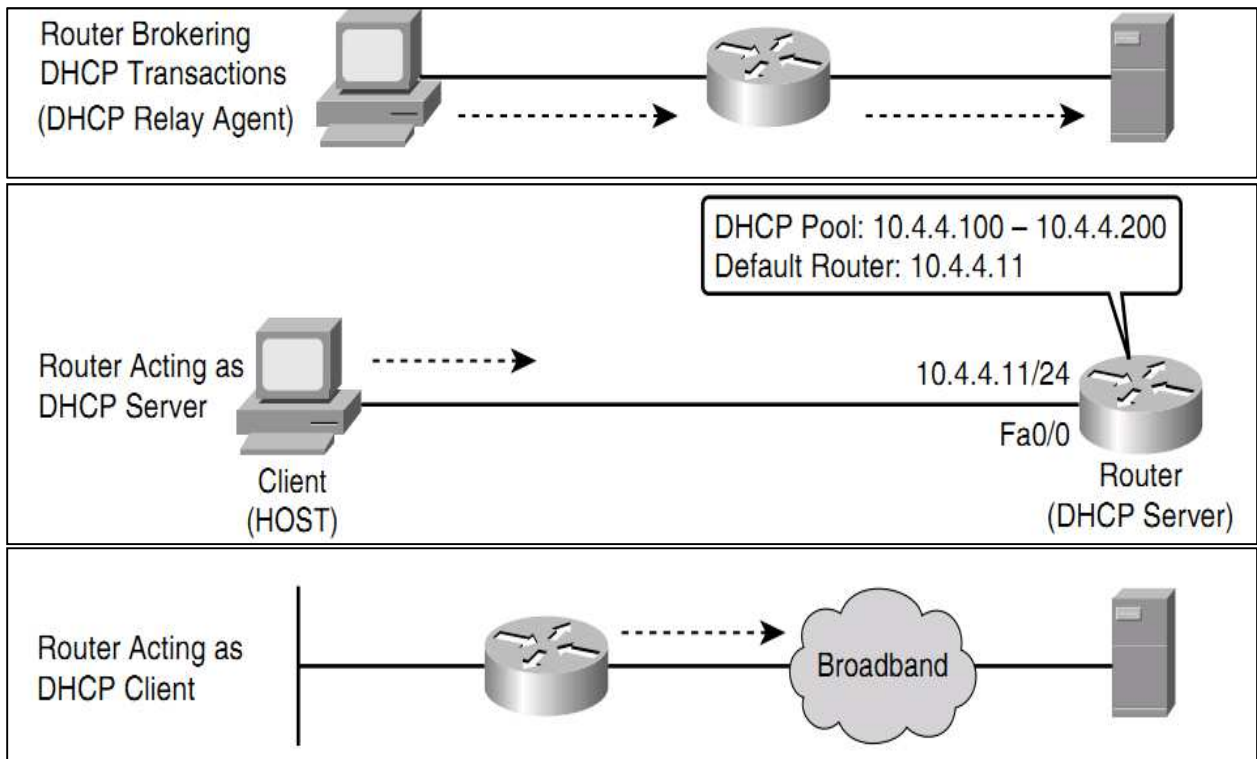 Router Brokering
DHCP Transactions
(DHCP Relay Agent)
DHCP Pool: 10.4.4.100 – 10.4.4.200
Default Router: 10.4.4.11
Router Acting as
DHCP Server
10.4.4.11/24
Fa0/0
Client
(HOST)
Router
(DHCP Server)
Router Acting as
DHCP Client
Broadband